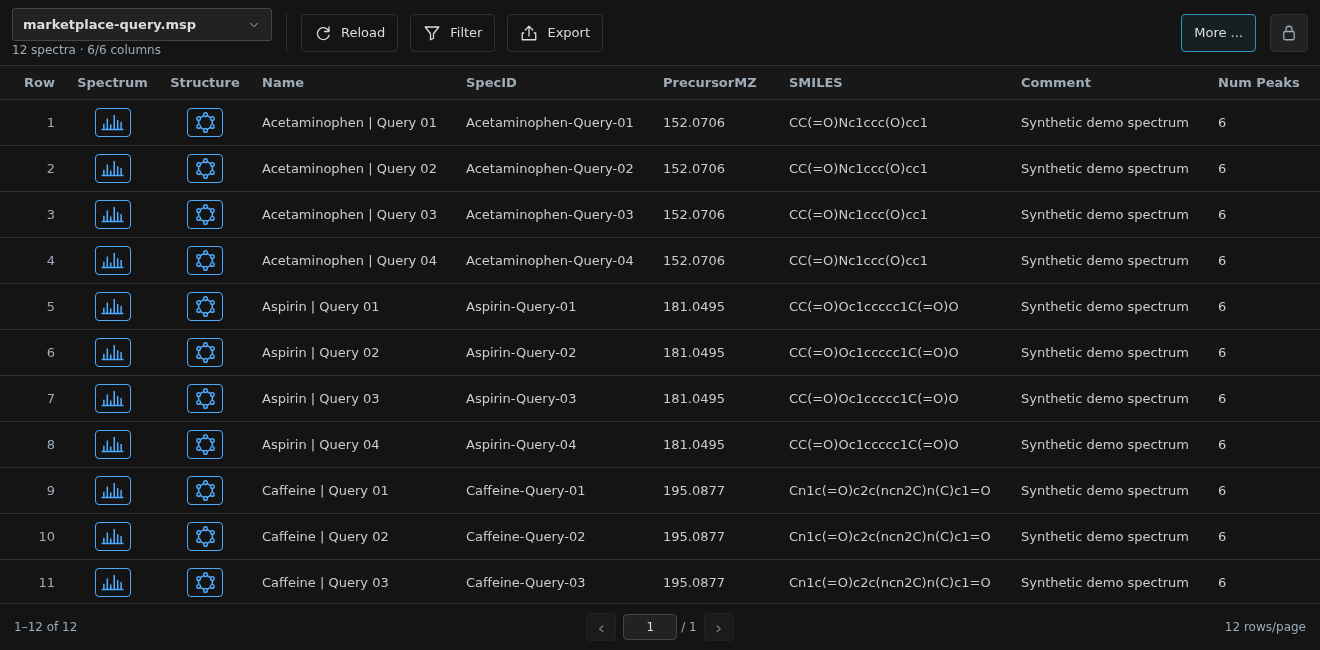 marketplace-query.msp
12 spectra · 6/6 columns
Reload Filter Export More ...
Row Spectrum Structure Name SpecID PrecursorMZ SMILES Comment Num Peaks
1 Acetaminophen | Query 01 Acetaminophen-Query-01 152.0706 CC(=O)Nc1ccc(O)cc1 Synthetic demo spectrum 6
2 Acetaminophen | Query 02 Acetaminophen-Query-02 152.0706 CC(=O)Nc1ccc(O)cc1 Synthetic demo spectrum 6
3 Acetaminophen | Query 03 Acetaminophen-Query-03 152.0706 CC(=O)Nc1ccc(O)cc1 Synthetic demo spectrum 6
4 Acetaminophen | Query 04 Acetaminophen-Query-04 152.0706 CC(=O)Nc1ccc(O)cc1 Synthetic demo spectrum 6
5 Aspirin | Query 01 Aspirin-Query-01 181.0495 CC(=O)Oc1ccccc1C(=O)O Synthetic demo spectrum 6
6 Aspirin | Query 02 Aspirin-Query-02 181.0495 CC(=O)Oc1ccccc1C(=O)O Synthetic demo spectrum 6
7 Aspirin | Query 03 Aspirin-Query-03 181.0495 CC(=O)Oc1ccccc1C(=O)O Synthetic demo spectrum 6
8 Aspirin | Query 04 Aspirin-Query-04 181.0495 CC(=O)Oc1ccccc1C(=O)O Synthetic demo spectrum 6
9 Caffeine | Query 01 Caffeine-Query-01 195.0877 Cn1c(=O)c2c(ncn2C)n(C)c1=O Synthetic demo spectrum 6
10 Caffeine | Query 02 Caffeine-Query-02 195.0877 Cn1c(=O)c2c(ncn2C)n(C)c1=O Synthetic demo spectrum 6
11 Caffeine | Query 03 Caffeine-Query-03 195.0877 Cn1c(=O)c2c(ncn2C)n(C)c1=O Synthetic demo spectrum 6
1–12 of 12 ‹ 1 / 1 › 12 rows/page